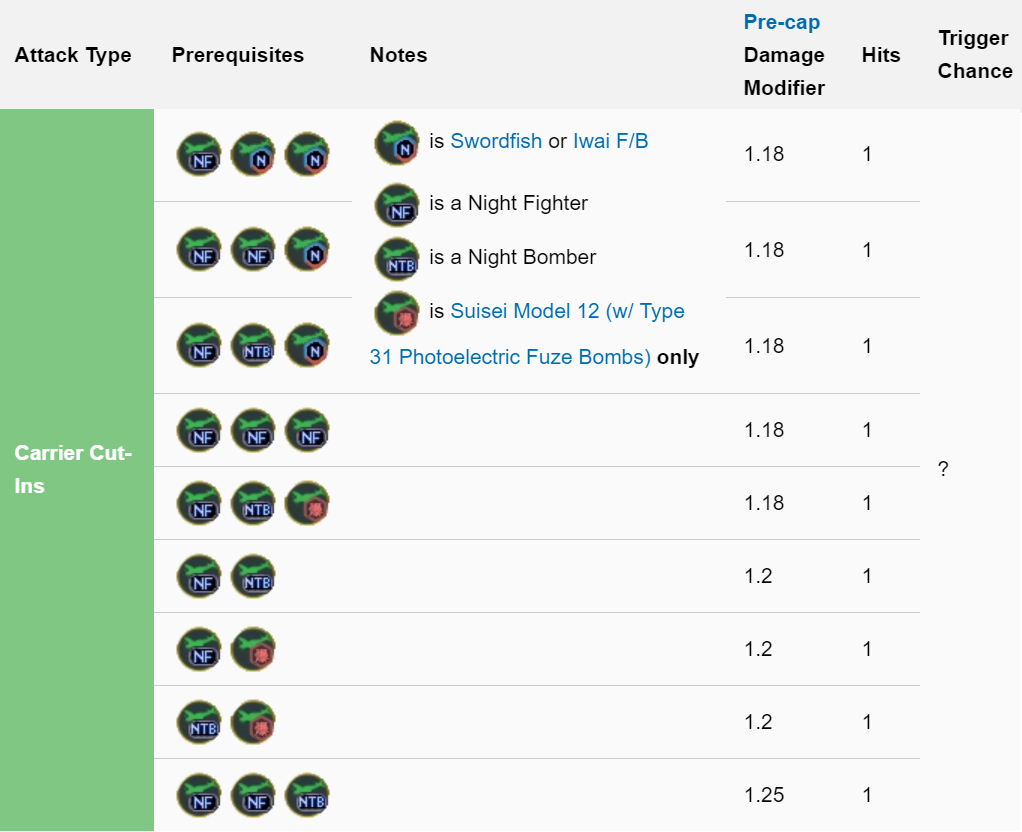 Attack Type Prerequisites Notes Pre-cap Damage Modifier Hits Trigger Chance
Carrier Cut-Ins
NF N N 1.18 1
N is Swordfish or Iwai F/B
NF is a Night Fighter
NF NF N 1.18 1
NTB is a Night Bomber
爆 is Suisei Model 12 (w/ Type
31 Photoelectric Fuze Bombs) only
NF NTB N 1.18 1
NF NF NF 1.18 1
?
NF NTB 爆 1.18 1
NF NTB 1.2 1
NF 爆 1.2 1
NTB 爆 1.2 1
NF NF NTB 1.25 1